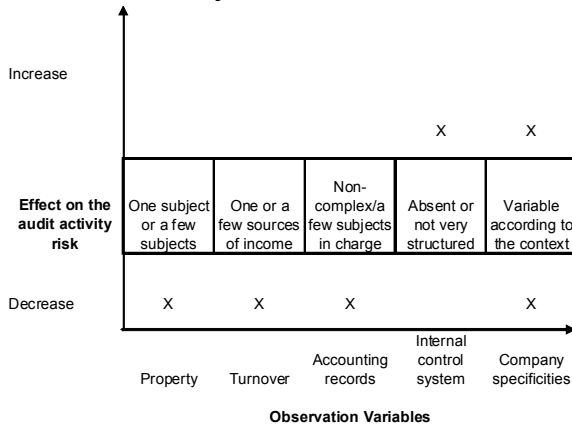 Increase
X X
Effect on the
audit activity
risk
One subject
or a few
subjects
One or a
few sources
of income
Non-
complex/a
few subjects
in charge
Absent or
not very
structured
Variable
according to
the context
Decrease
X X X X
Property
Turnover
Accounting
records
Internal
control
system
Company
specificities
Observation Variables